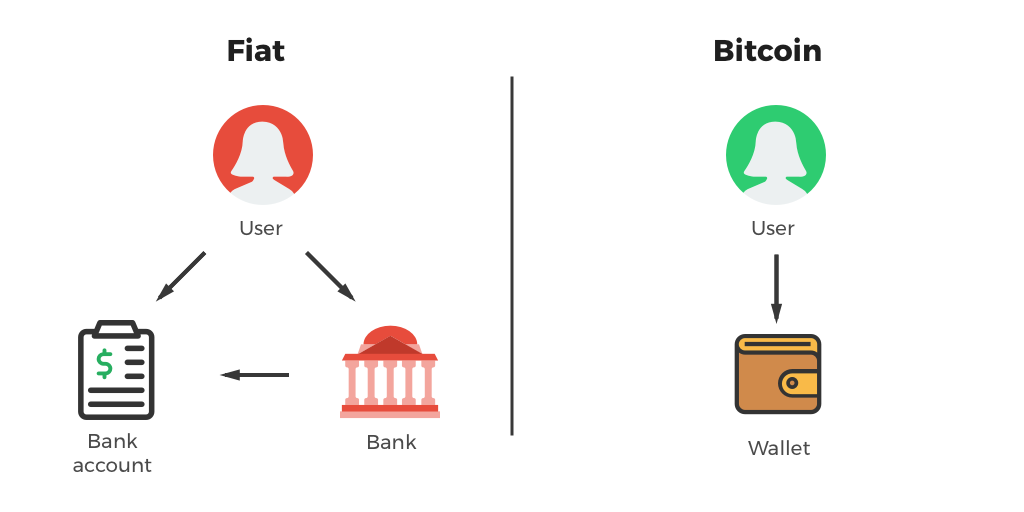 Fiat
User
$
Bank
account
Bank
Bitcoin
User
Wallet